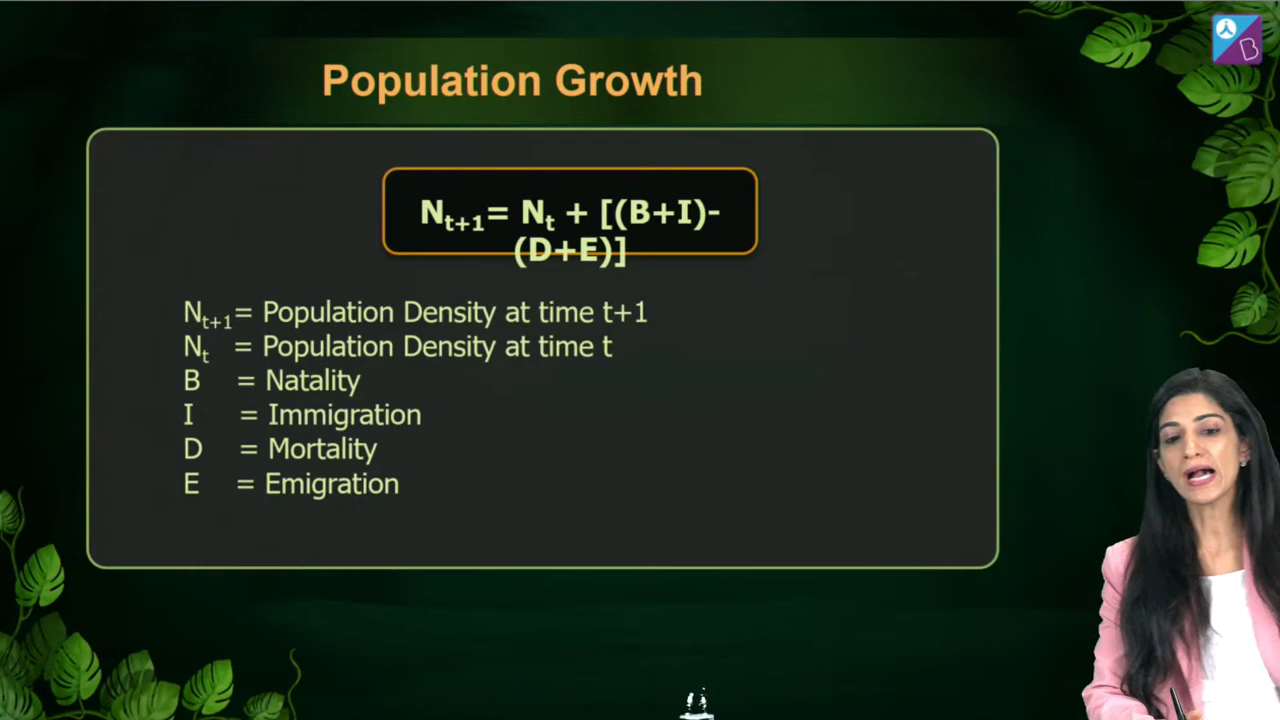 Population Growth
Nt+1= Nt + [(B+I)-
(D+E)]
Nt+1= Population Density at time t+1
Nt = Population Density at time t
B = Natality
I = Immigration
D = Mortality
E = Emigration
B